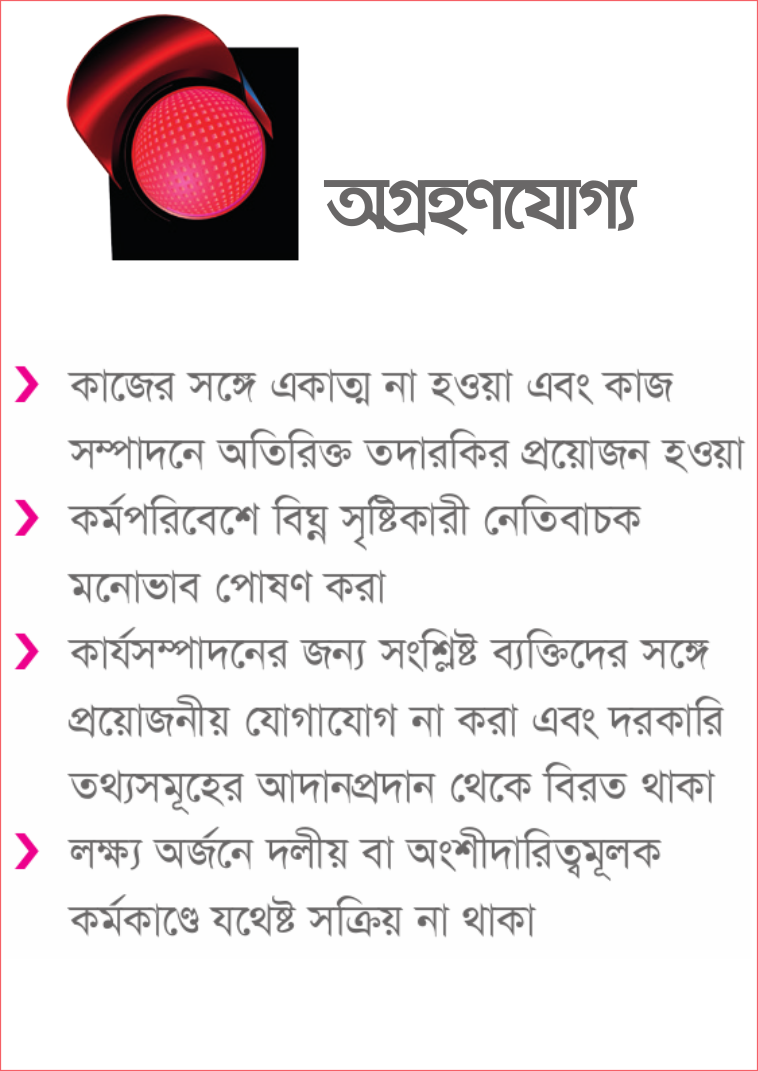 অগ্রহণযোগ্য
কাজের সঙ্গে একাত্ম না হওয়া এবং কাজ
সম্পাদনে অতিরিক্ত তদারকির প্রয়োজন হওয়া
কর্মপরিবেশে বিঘ্ন সৃষ্টিকারী নেতিবাচক
মনোভাব পোষণ করা
কার্যসম্পাদনের জন্য সংশ্লিষ্ট ব্যক্তিদের সঙ্গে
প্রয়োজনীয় যোগাযোগ না করা এবং দরকারি
তথ্যসমূহের আদানপ্রদান থেকে বিরত থাকা
লক্ষ্য অর্জনে দলীয় বা অংশীদারিত্বমূলক
কর্মকাণ্ডে যথেষ্ট সক্রিয় না থাকা